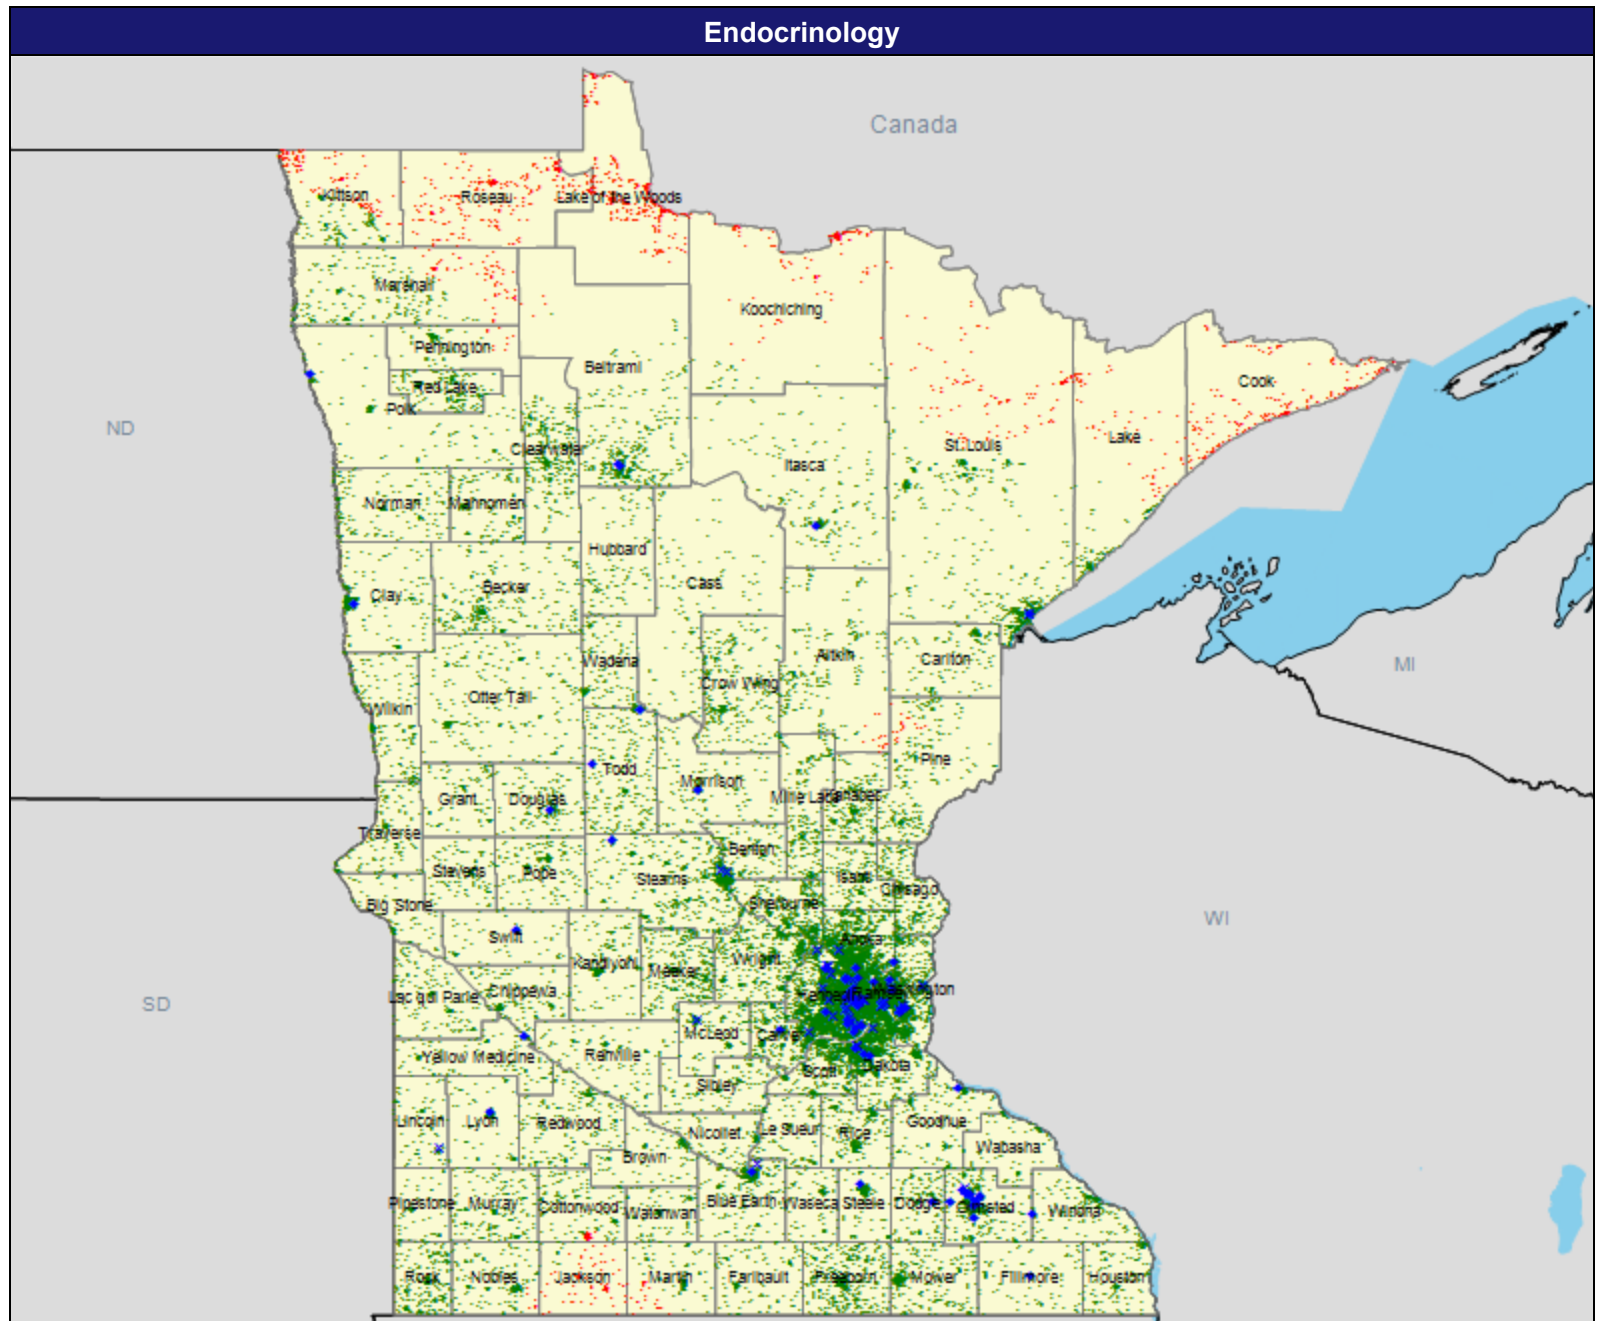 Endocrinology
Canada
Kittson
Roseau
Lake of the Woods
Marshall
Koochiching
Pennington
Beltrami
Red Lake
Cook
Polk
ND
Clearwater
St. Louis
Lake
Itasca
Norman
Mahnomen
Hubbard
Cass
Becker
Clay
Aitkin
Carlton
Wadena
MI
Crow Wing
Otter Tail
Wilkin
Pine
Todd
Morrison
Mille Lacs
Kanabec
Grant
Douglas
Traverse
Benton
Stevens
Pope
Stearns
Isanti
Chisago
Big Stone
Sherburne
WI
Swift
Anoka
Kandiyohi
Meeker
Wright
Lac qui Parle
Chippewa
Hennepin
Ramsey
Washington
SD
McLeod
Carver
Yellow Medicine
Renville
Scott
Dakota
Sibley
Lincoln
Lyon
Redwood
Nicollet
Le Sueur
Rice
Goodhue
Wabasha
Brown
Pipestone
Murray
Cottonwood
Watonwan
Blue Earth
Waseca
Steele
Dodge
Olmsted
Winona
Rock
Nobles
Jackson
Martin
Faribault
Freeborn
Mower
Fillmore
Houston